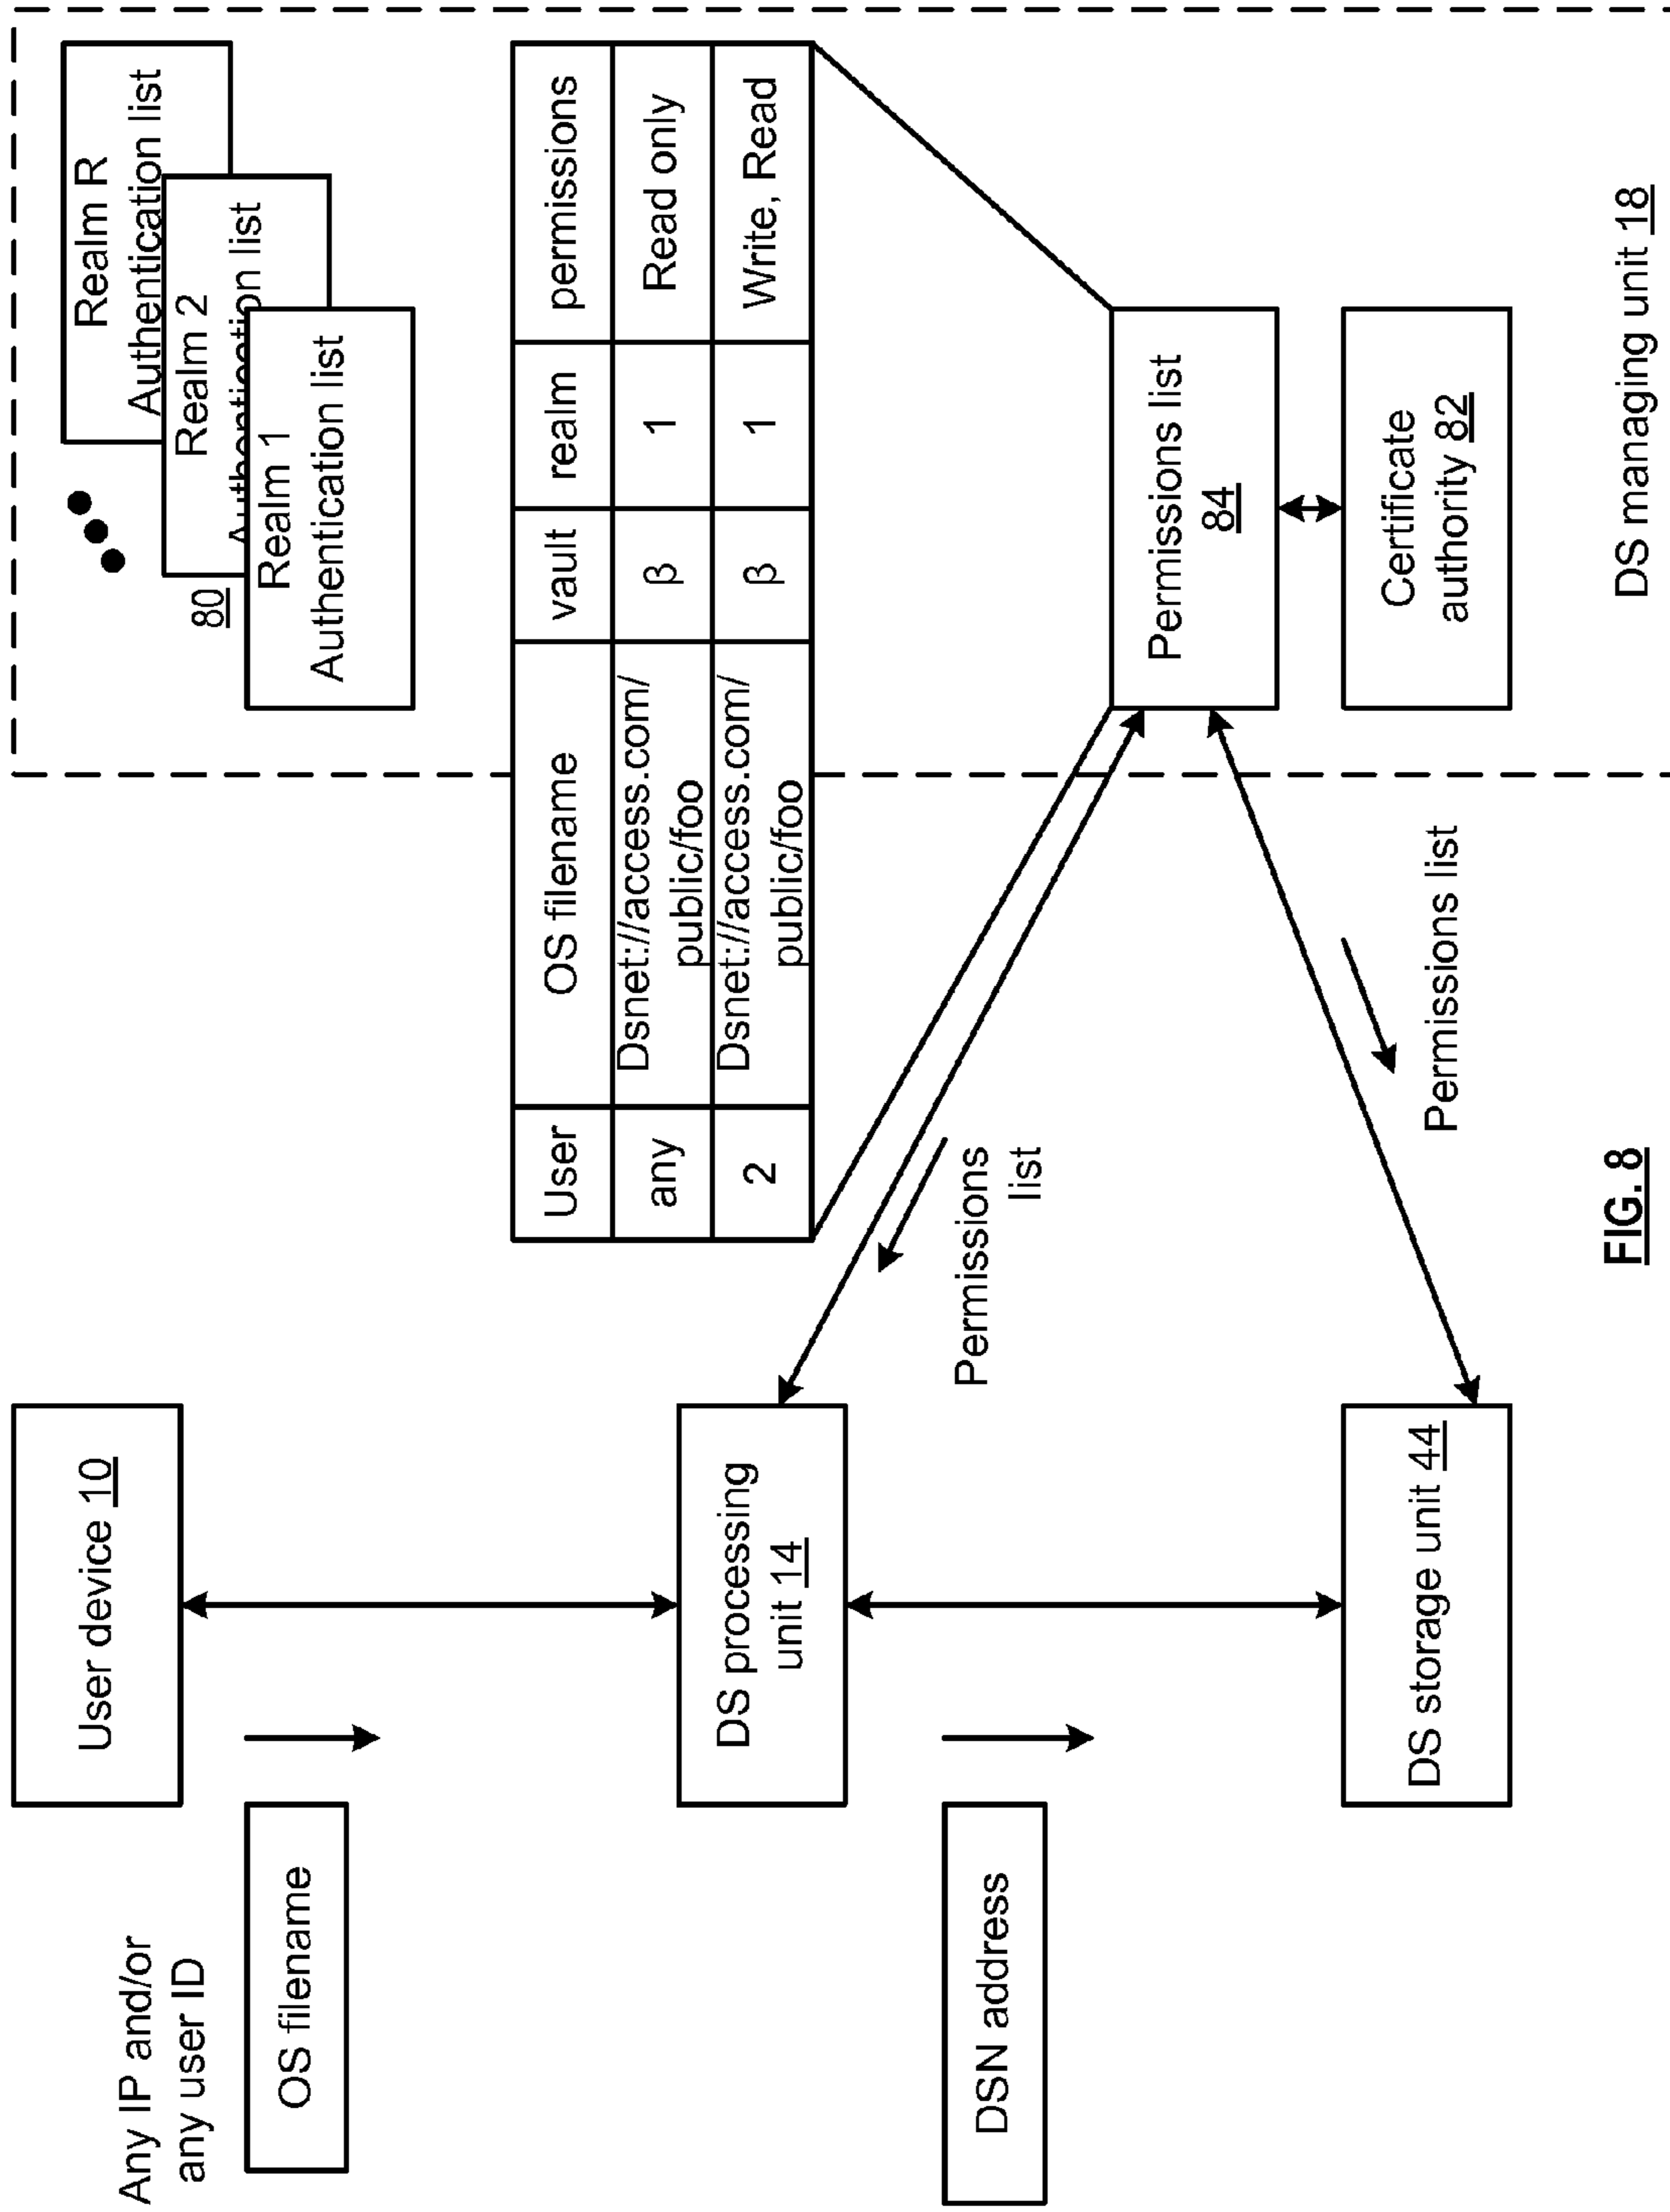 Any IP and/or
any user ID
OS filename
User device 10
DSN address
DS processing
unit 14
DS storage unit 44
Permissions
list
Permissions list
User OS filename vault realm permissions
any Dsnet://access.com/
public/foo β 1 Read only
2 Dsnet://access.com/
public/foo β 1 Write, Read
80
Realm 1
Authentication list
Realm 2
Authentication list
Realm R
Authentication list
Permissions list
84
Certificate
authority 82
DS managing unit 18
FIG. 8